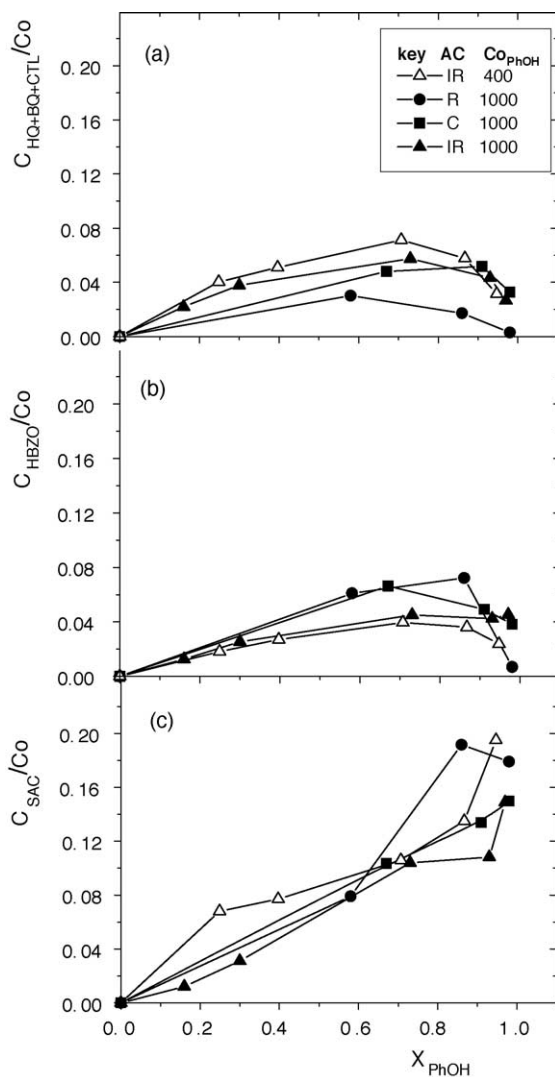 (a)
key AC Co_PhOH
IR 400
R 1000
C 1000
IR 1000
C_HQ+BQ+CTL/Co
0.20
0.16
0.12
0.08
0.04
0.00
(b)
C_HBZO/Co
0.20
0.16
0.12
0.08
0.04
0.00
(c)
C_SAC/Co
0.20
0.16
0.12
0.08
0.04
0.00
0.0 0.2 0.4 0.6 0.8 1.0
X_PhOH